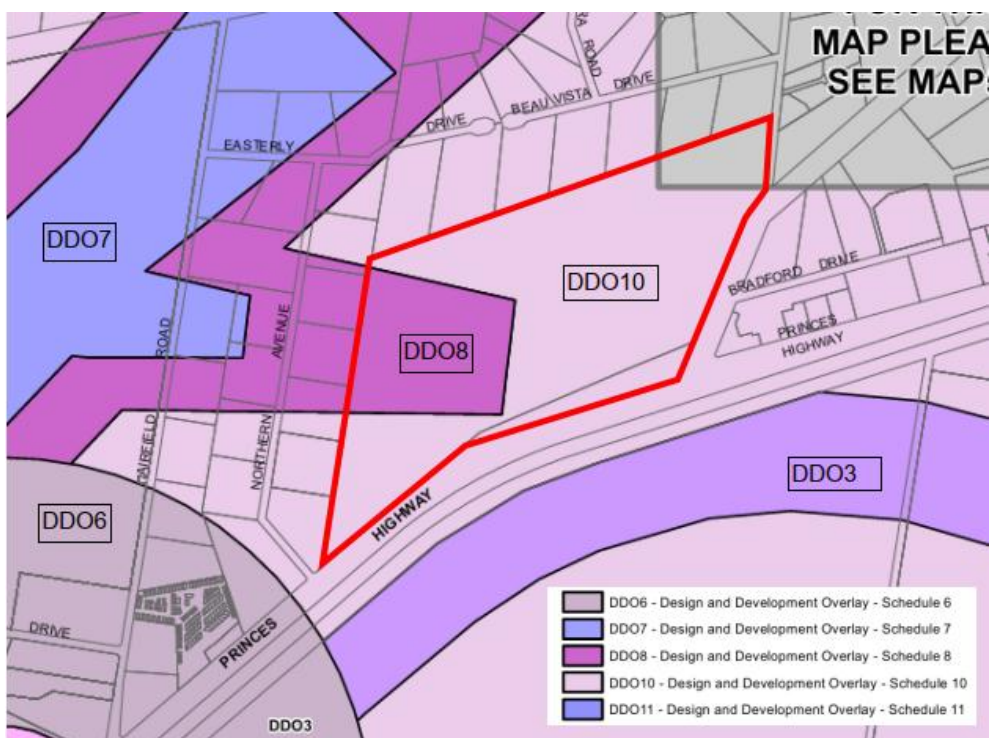 MAP PLEA
SEE MAPs
RA
ROAD
BEAU VISTA
DRIVE
DRIVE
EASTERLY
DDO7
DDO10
BRADFORD DRIVE
PRINCES
HIGHWAY
AVENUE
ROAD
DDO8
NORTHERN
FAIRFIELD
DDO3
HIGHWAY
DDO6
DRIVE
PRINCES
DDO3
DDO6 - Design and Development Overlay - Schedule 6
DDO7 - Design and Development Overlay - Schedule 7
DDO8 - Design and Development Overlay - Schedule 8
DDO10 - Design and Development Overlay - Schedule 10
DDO11 - Design and Development Overlay - Schedule 11